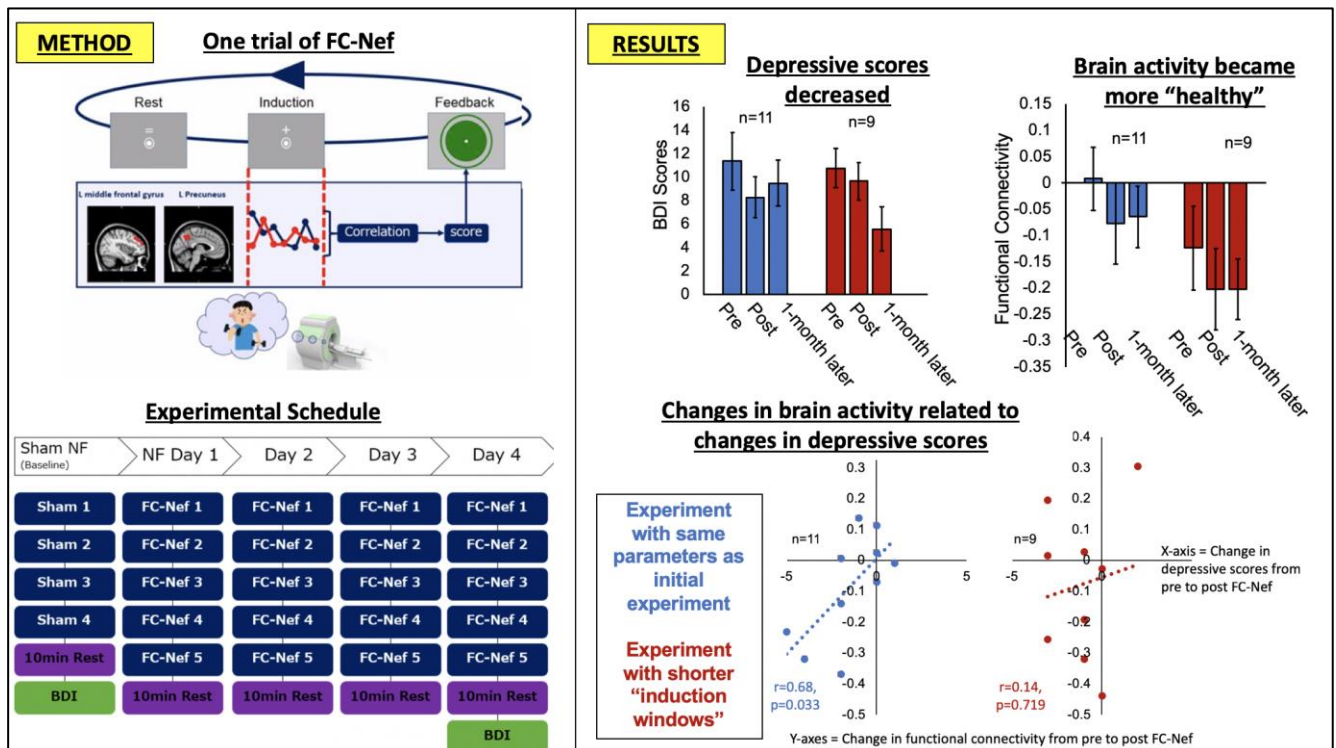 METHOD
One trial of FC-Nef
Rest
Induction
Feedback
=
+
L middle frontal gyrus
L Precuneus
Correlation
score
Experimental Schedule
Sham NF
(Baseline)
NF Day 1
Day 2
Day 3
Day 4
Sham 1
FC-Nef 1
FC-Nef 1
FC-Nef 1
FC-Nef 1
Sham 2
FC-Nef 2
FC-Nef 2
FC-Nef 2
FC-Nef 2
Sham 3
FC-Nef 3
FC-Nef 3
FC-Nef 3
FC-Nef 3
Sham 4
FC-Nef 4
FC-Nef 4
FC-Nef 4
FC-Nef 4
10min Rest
FC-Nef 5
FC-Nef 5
FC-Nef 5
FC-Nef 5
BDI
10min Rest
10min Rest
10min Rest
10min Rest
BDI
RESULTS
Depressive scores
decreased
BDI Scores
16
14
12
10
8
6
4
2
0
n=11
n=9
Pre
Post
1-month later
Pre
Post
1-month later
Brain activity became
more “healthy”
Functional Connectivity
0.1
0.05
0
-0.05
-0.1
-0.15
-0.2
-0.25
-0.3
-0.35
n=11
n=9
Pre
Post
1-month later
Pre
Post
1-month later
Changes in brain activity related to
changes in depressive scores
Experiment
with same
parameters as
initial
experiment
Experiment
with shorter
“induction
windows”
0.3
0.2
0.1
0
-0.1
-0.2
-0.3
-0.4
-0.5
-5
0
5
n=11
r=0.68,
p=0.033
0.4
0.3
0.2
0.1
0
-0.1
-0.2
-0.3
-0.4
-0.5
-5
0
5
n=9
r=0.14,
p=0.719
X-axis = Change in
depressive scores from
pre to post FC-Nef
Y-axes = Change in functional connectivity from pre to post FC-Nef